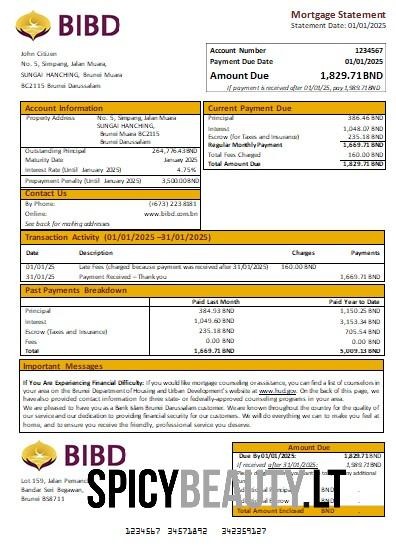 BIBD
Mortgage Statement
Statement Date: 01/01/2025
John Citizen
No. 5, Simpang, Jalan Muara,
SUNGAI HANCHING, Brunei Muara
BC2115 Brunei Darussalam
Account Number 1234567
Payment Due Date 01/01/2025
Amount Due 1,829.71BND
If payment is received after 01/01/25, pay 1,989.71BND
Account Information
Property Address No. 5, Simpang, Jalan Muara
SUNGAI HANCHING,
Brunei Muara
Brunei Darussalam
Outstanding Principal 264,776.43BND
Maturity Date January 2025
Interest Rate (Until January 2025) 4.75%
Prepayment Penalty (Until January 2025) 3,500.00BND
Contact Us
By Phone: (+673) 223 8181
Online: www.bibd.com.bn
See back for mailing addresses
Current Payment Due
Principal 386.46 BND
Interest 1,048.07 BND
Escrow (for Taxes and Insurance) 235.18 BND
Regular Monthly Payment 1,669.71 BND
Total Fees Charged 160.00 BND
Total Amount Due 1,829.71 BND
Transaction Activity (01/01/2025 –31/01/2025)
Date Description Charges Payments
01/01/25 Late Fees (charged because payment was received after 31/01/2025) 160.00 BND
31/01/25 Payment Received – Thank you 1,669.71 BND
Past Payments Breakdown
Paid Last Month Paid Year to Date
Principal 384.93 BND 1,150.25 BND
Interest 1,049.60 BND 3,153.34 BND
Escrow (Taxes and Insurance) 235.18 BND 705.54 BND
Fees 0.00 BND 0.00 BND
Total 1,669.71 BND 5,009.13 BND
Important Messages
If You Are Experiencing Financial Difficulty: If you would like mortgage counseling or assistance, you can find a list of counselors in
your area on the Brunei Department of Housing and Urban Development's website at www.hud.gov. On the back of this page, we
have also provided contact information for three state- or federally-approved counseling programs in your area.
We are pleased to have you as a Bank Islam Brunei Darussalam customer. We are known throughout the country for the quality of
our service and our dedication to providing financial security for our customers. We will do everything we can to make you feel at
home, and to ensure you receive the friendly, professional service you deserve.
BIBD
Lot 159, Jalan Pemanc
Bandar Seri Begawan,
Brunei BS8711
Amount Due
Due By 01/01/2025: 1,829.71BND
If received after 31/01/2025: 1,989.71BND
Total Amount Enclosed BND
SPICYBEAUTY.LT
1234567 34571892 342359127